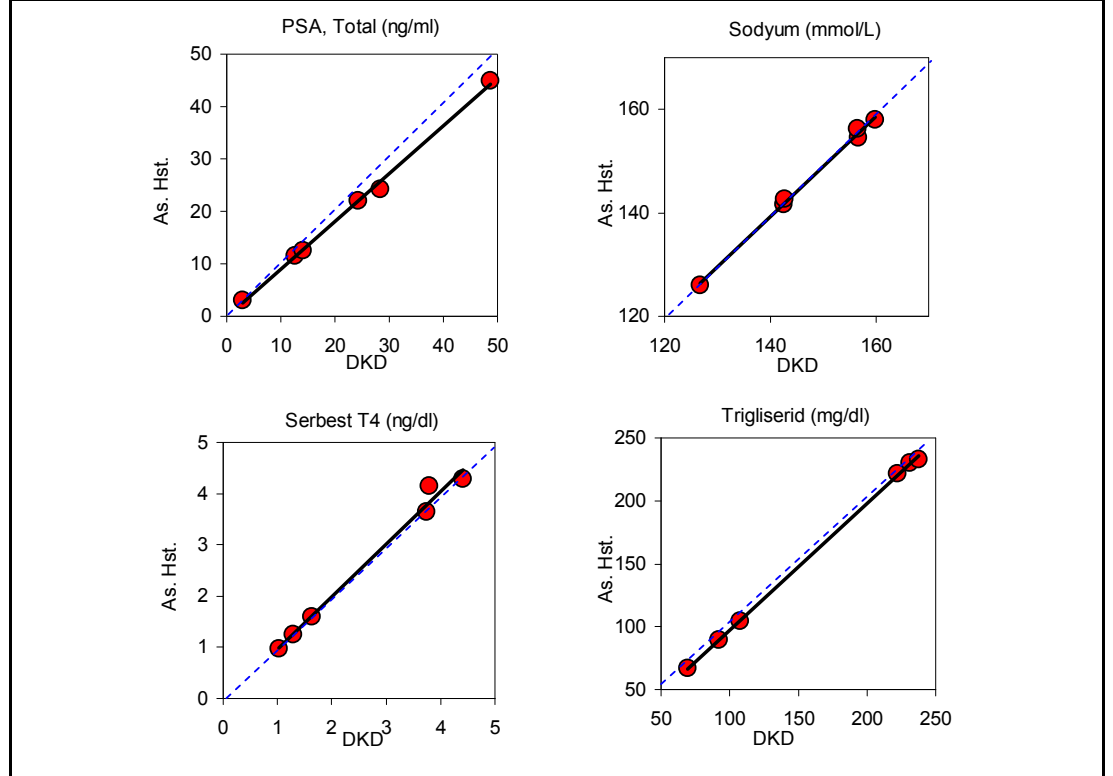 PSA, Total (ng/ml)
50
40
30
20
10
0
As. Hst.
0 10 20 30 40 50
DKD
Sodyum (mmol/L)
160
140
120
As. Hst.
120 140 160
DKD
Serbest T4 (ng/dl)
5
4
3
2
1
0
As. Hst.
0 1 2 3 4 5
DKD
Trigliserid (mg/dl)
250
200
150
100
50
As. Hst.
50 100 150 200 250
DKD